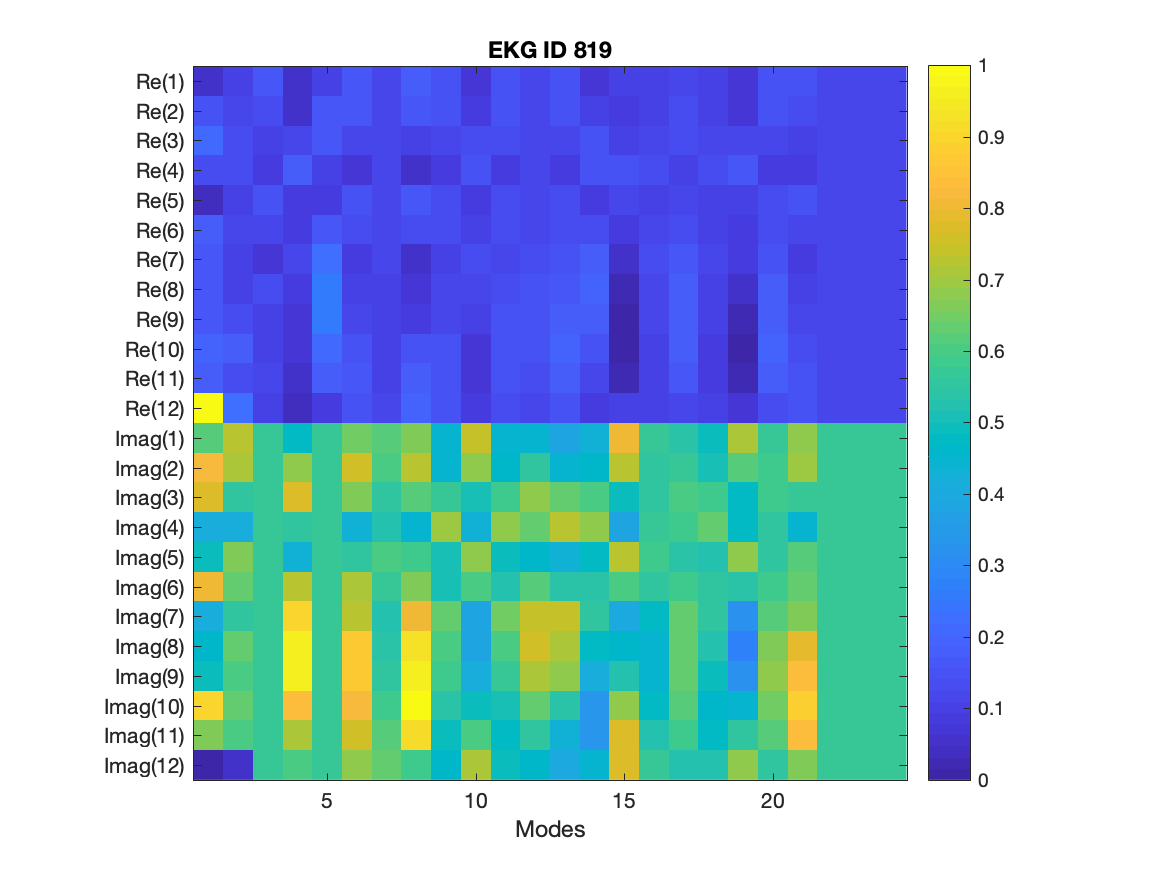 EKG ID 819
Re(1)
Re(2)
Re(3)
Re(4)
Re(5)
Re(6)
Re(7)
Re(8)
Re(9)
Re(10)
Re(11)
Re(12)
Imag(1)
Imag(2)
Imag(3)
Imag(4)
Imag(5)
Imag(6)
Imag(7)
Imag(8)
Imag(9)
Imag(10)
Imag(11)
Imag(12)
5 10 15 20
Modes
1
0.9
0.8
0.7
0.6
0.5
0.4
0.3
0.2
0.1
0